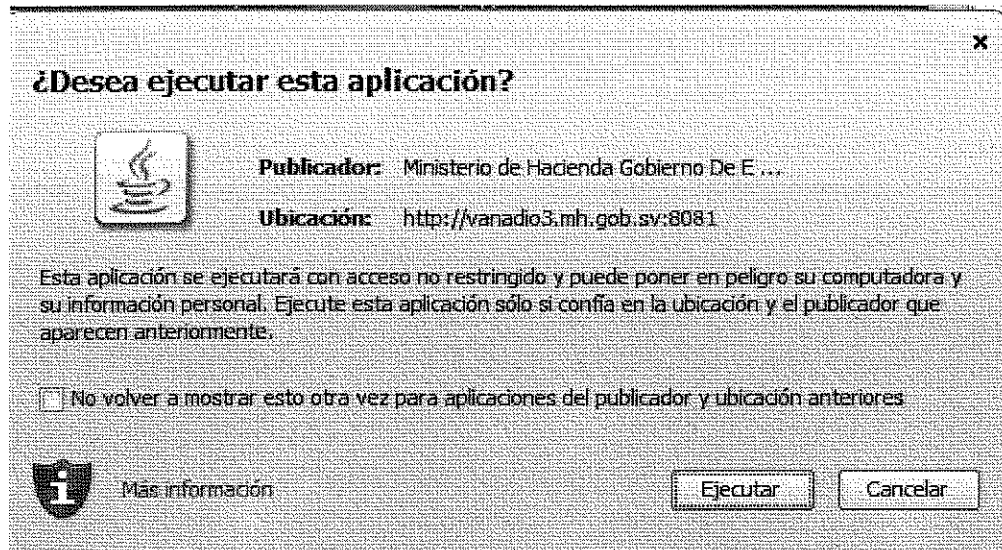 ¿Desea ejecutar esta aplicación?
Publicador: Ministerio de Hacienda Gobierno De E ...
Ubicación: http://vanadio3.mh.gob.sv:8081
Esta aplicación se ejecutará con acceso no restringido y puede poner en peligro su computadora y
su información personal. Ejecute esta aplicación sólo si confía en la ubicación y el publicador que
aparecen anteriormente.
No volver a mostrar esto otra vez para aplicaciones del publicador y ubicación anteriores
Más información
Ejecutar Cancelar